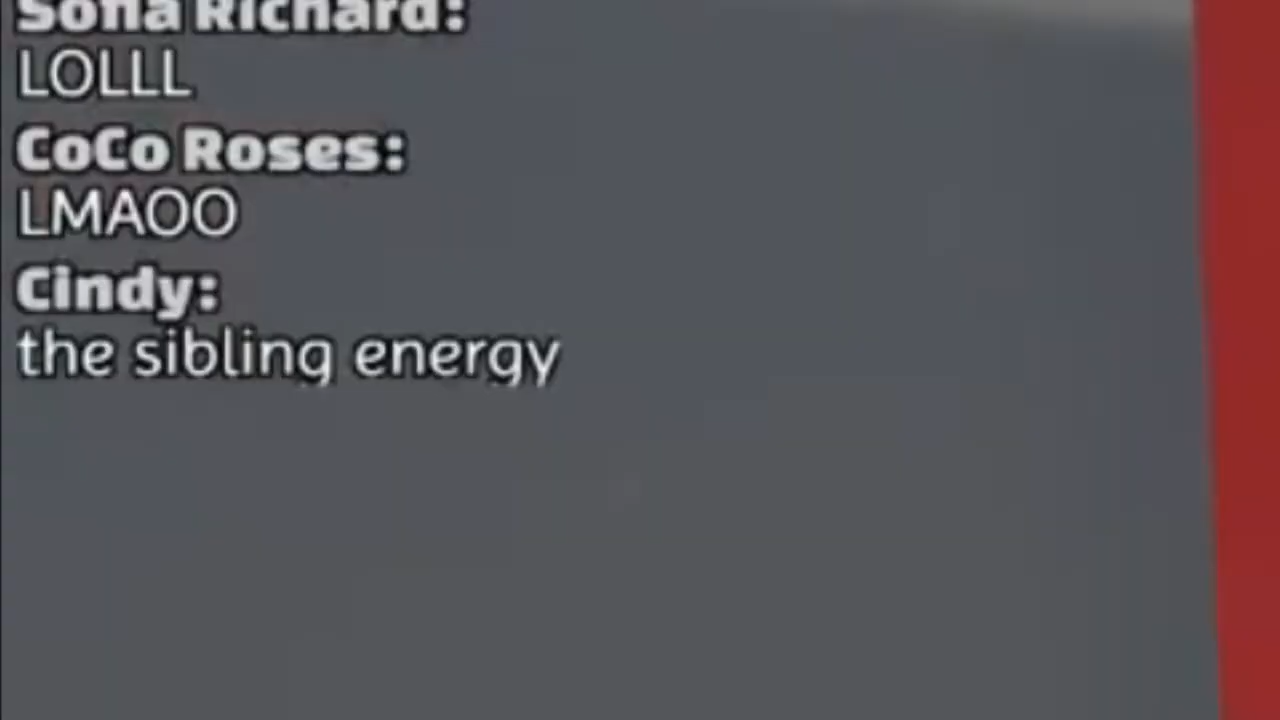 Sofia Richard:
LOLLL
CoCo Roses:
LMAOO
Cindy:
the sibling energy